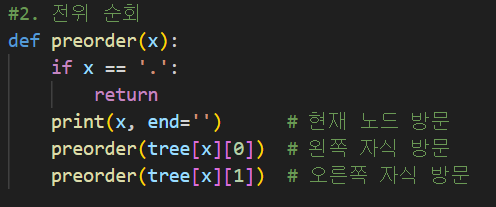 #2. 전위 순회
def preorder(x):
    if x == '.':
        return
    print(x, end='')      # 현재 노드 방문
    preorder(tree[x][0])  # 왼쪽 자식 방문
    preorder(tree[x][1])  # 오른쪽 자식 방문